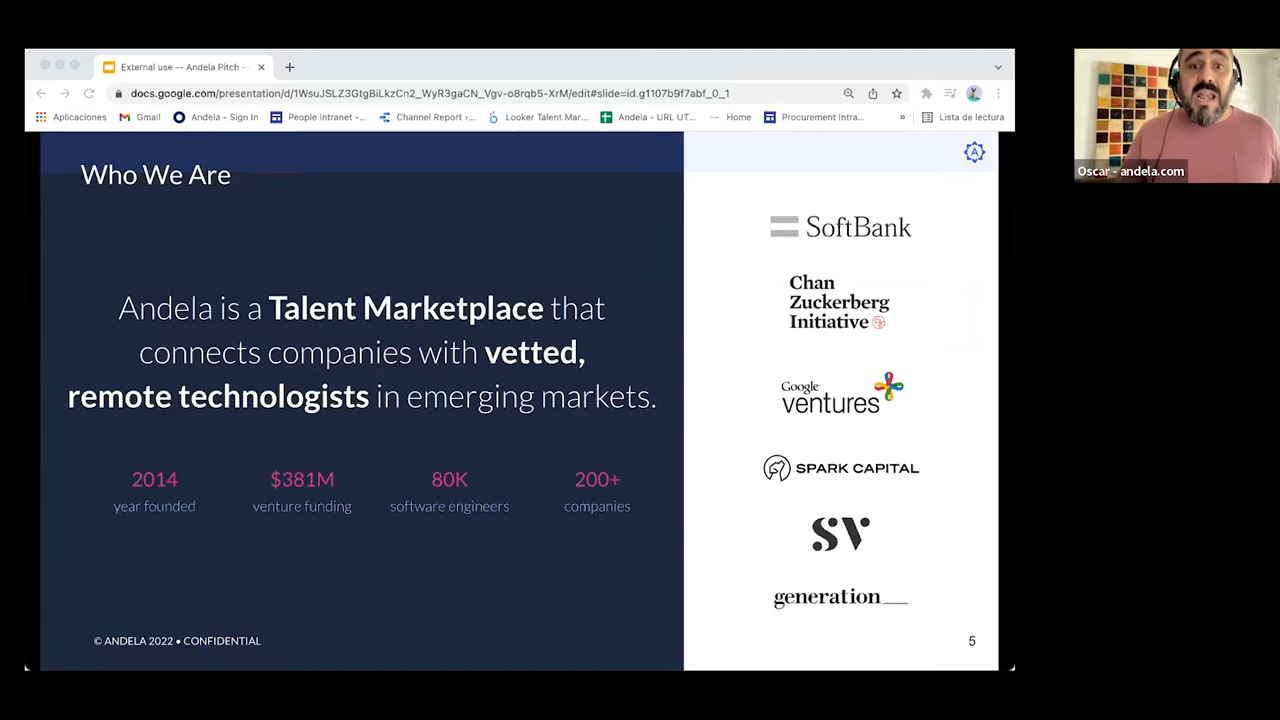 External use -- Andela Pitch -
docs.google.com/presentation/d/1WsuJSLZ3GtgBiLkzCn2_WyR3gaCN_Vgv-o8rqb5-XrM/edit#slide=id.g1107b9f7abf_0_1
Aplicaciones Gmail Andela - Sign In People Intranet -... Channel Report ›... Looker Talent Mar... Andela - URL UT... Home Procurement Intra... » Lista de lectura
Who We Are
Andela is a Talent Marketplace that
connects companies with vetted,
remote technologists in emerging markets.
2014 $381M 80K 200+
year founded venture funding software engineers companies
© ANDELA 2022 • CONFIDENTIAL
SoftBank
Chan
Zuckerberg
Initiative
Google
ventures
SPARK CAPITAL
SV
generation__
5
Oscar - andela.com